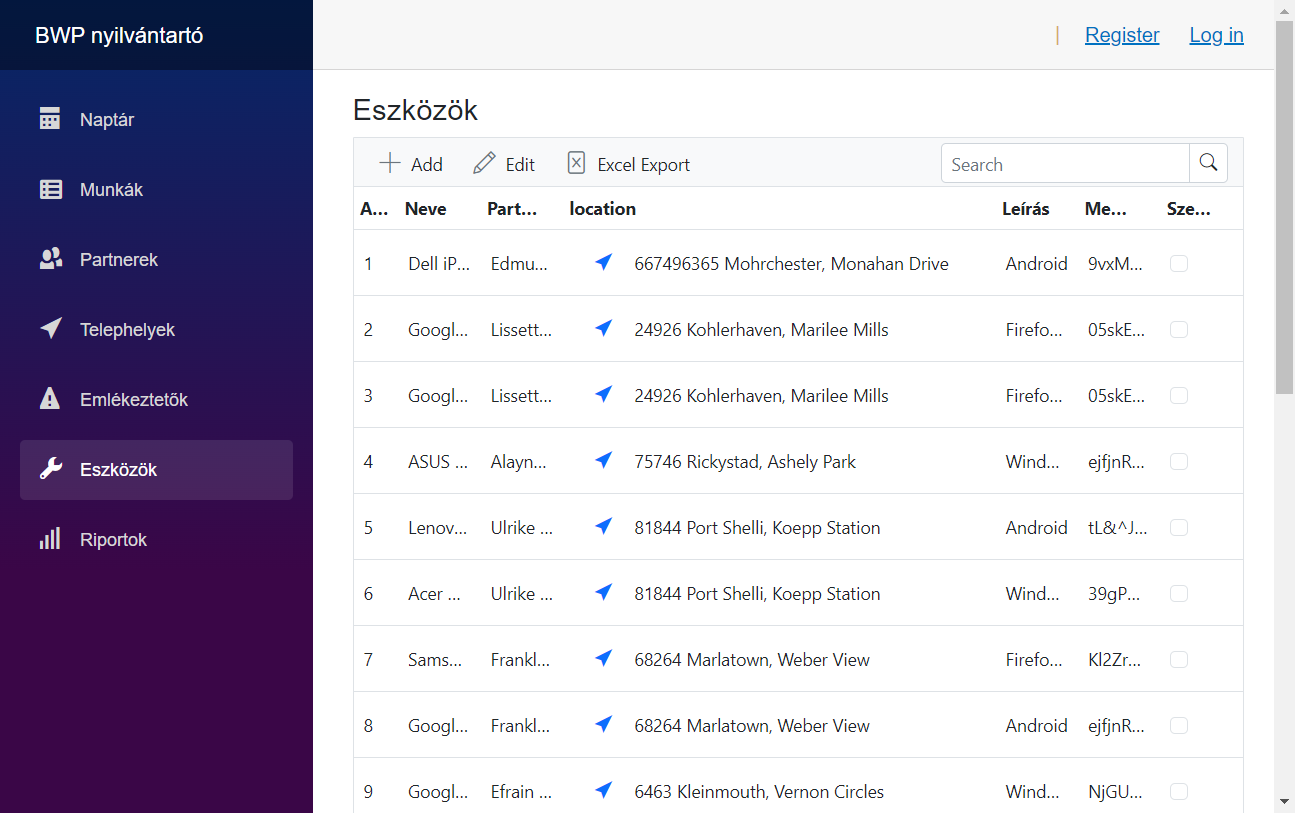 BWP nyilvántartó
| Register Log in
Naptár
Munkák
Partnerek
Telephelyek
Emlékeztetők
Eszközök
Riportok
Eszközök
Add Edit Excel Export Search
A... Neve Part... location Leírás Me... Sze...
1 Dell iP... Edmu... 667496365 Mohrchester, Monahan Drive Android 9vxM...
2 Googl... Lissett... 24926 Kohlerhaven, Marilee Mills Firefo... 05skE...
3 Googl... Lissett... 24926 Kohlerhaven, Marilee Mills Firefo... 05skE...
4 ASUS ... Alayn... 75746 Rickystad, Ashely Park Wind... ejfjnR...
5 Lenov... Ulrike ... 81844 Port Shelli, Koepp Station Android tL&^J...
6 Acer ... Ulrike ... 81844 Port Shelli, Koepp Station Wind... 39gP...
7 Sams... Frankl... 68264 Marlatown, Weber View Firefo... Kl2Zr...
8 Googl... Frankl... 68264 Marlatown, Weber View Android ejfjnR...
9 Googl... Efrain ... 6463 Kleinmouth, Vernon Circles Wind... NjGU...